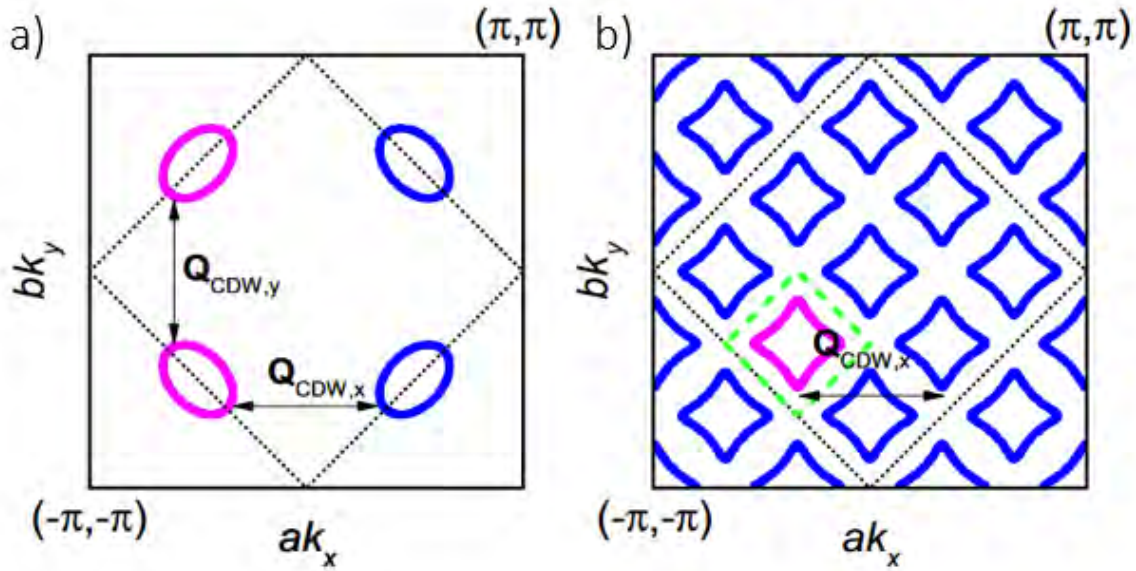 a)
(π,π)
bk_y
Q_CDW,y
Q_CDW,x
(-π,-π)
ak_x
b)
(π,π)
bk_y
Q_CDW,x
(-π,-π)
ak_x